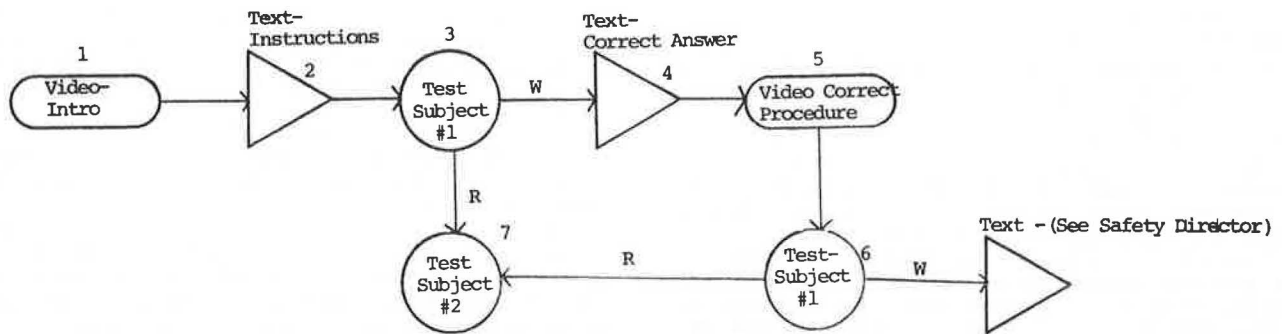 Text-
Instructions
Text-
Correct Answer
1
2
3
4
5
Video-
Intro
Test
Subject
#1
W
Video Correct
Procedure
R
Text -(See Safety Director)
7
6
Test
Subject
#2
R
Test-
Subject
#1
W